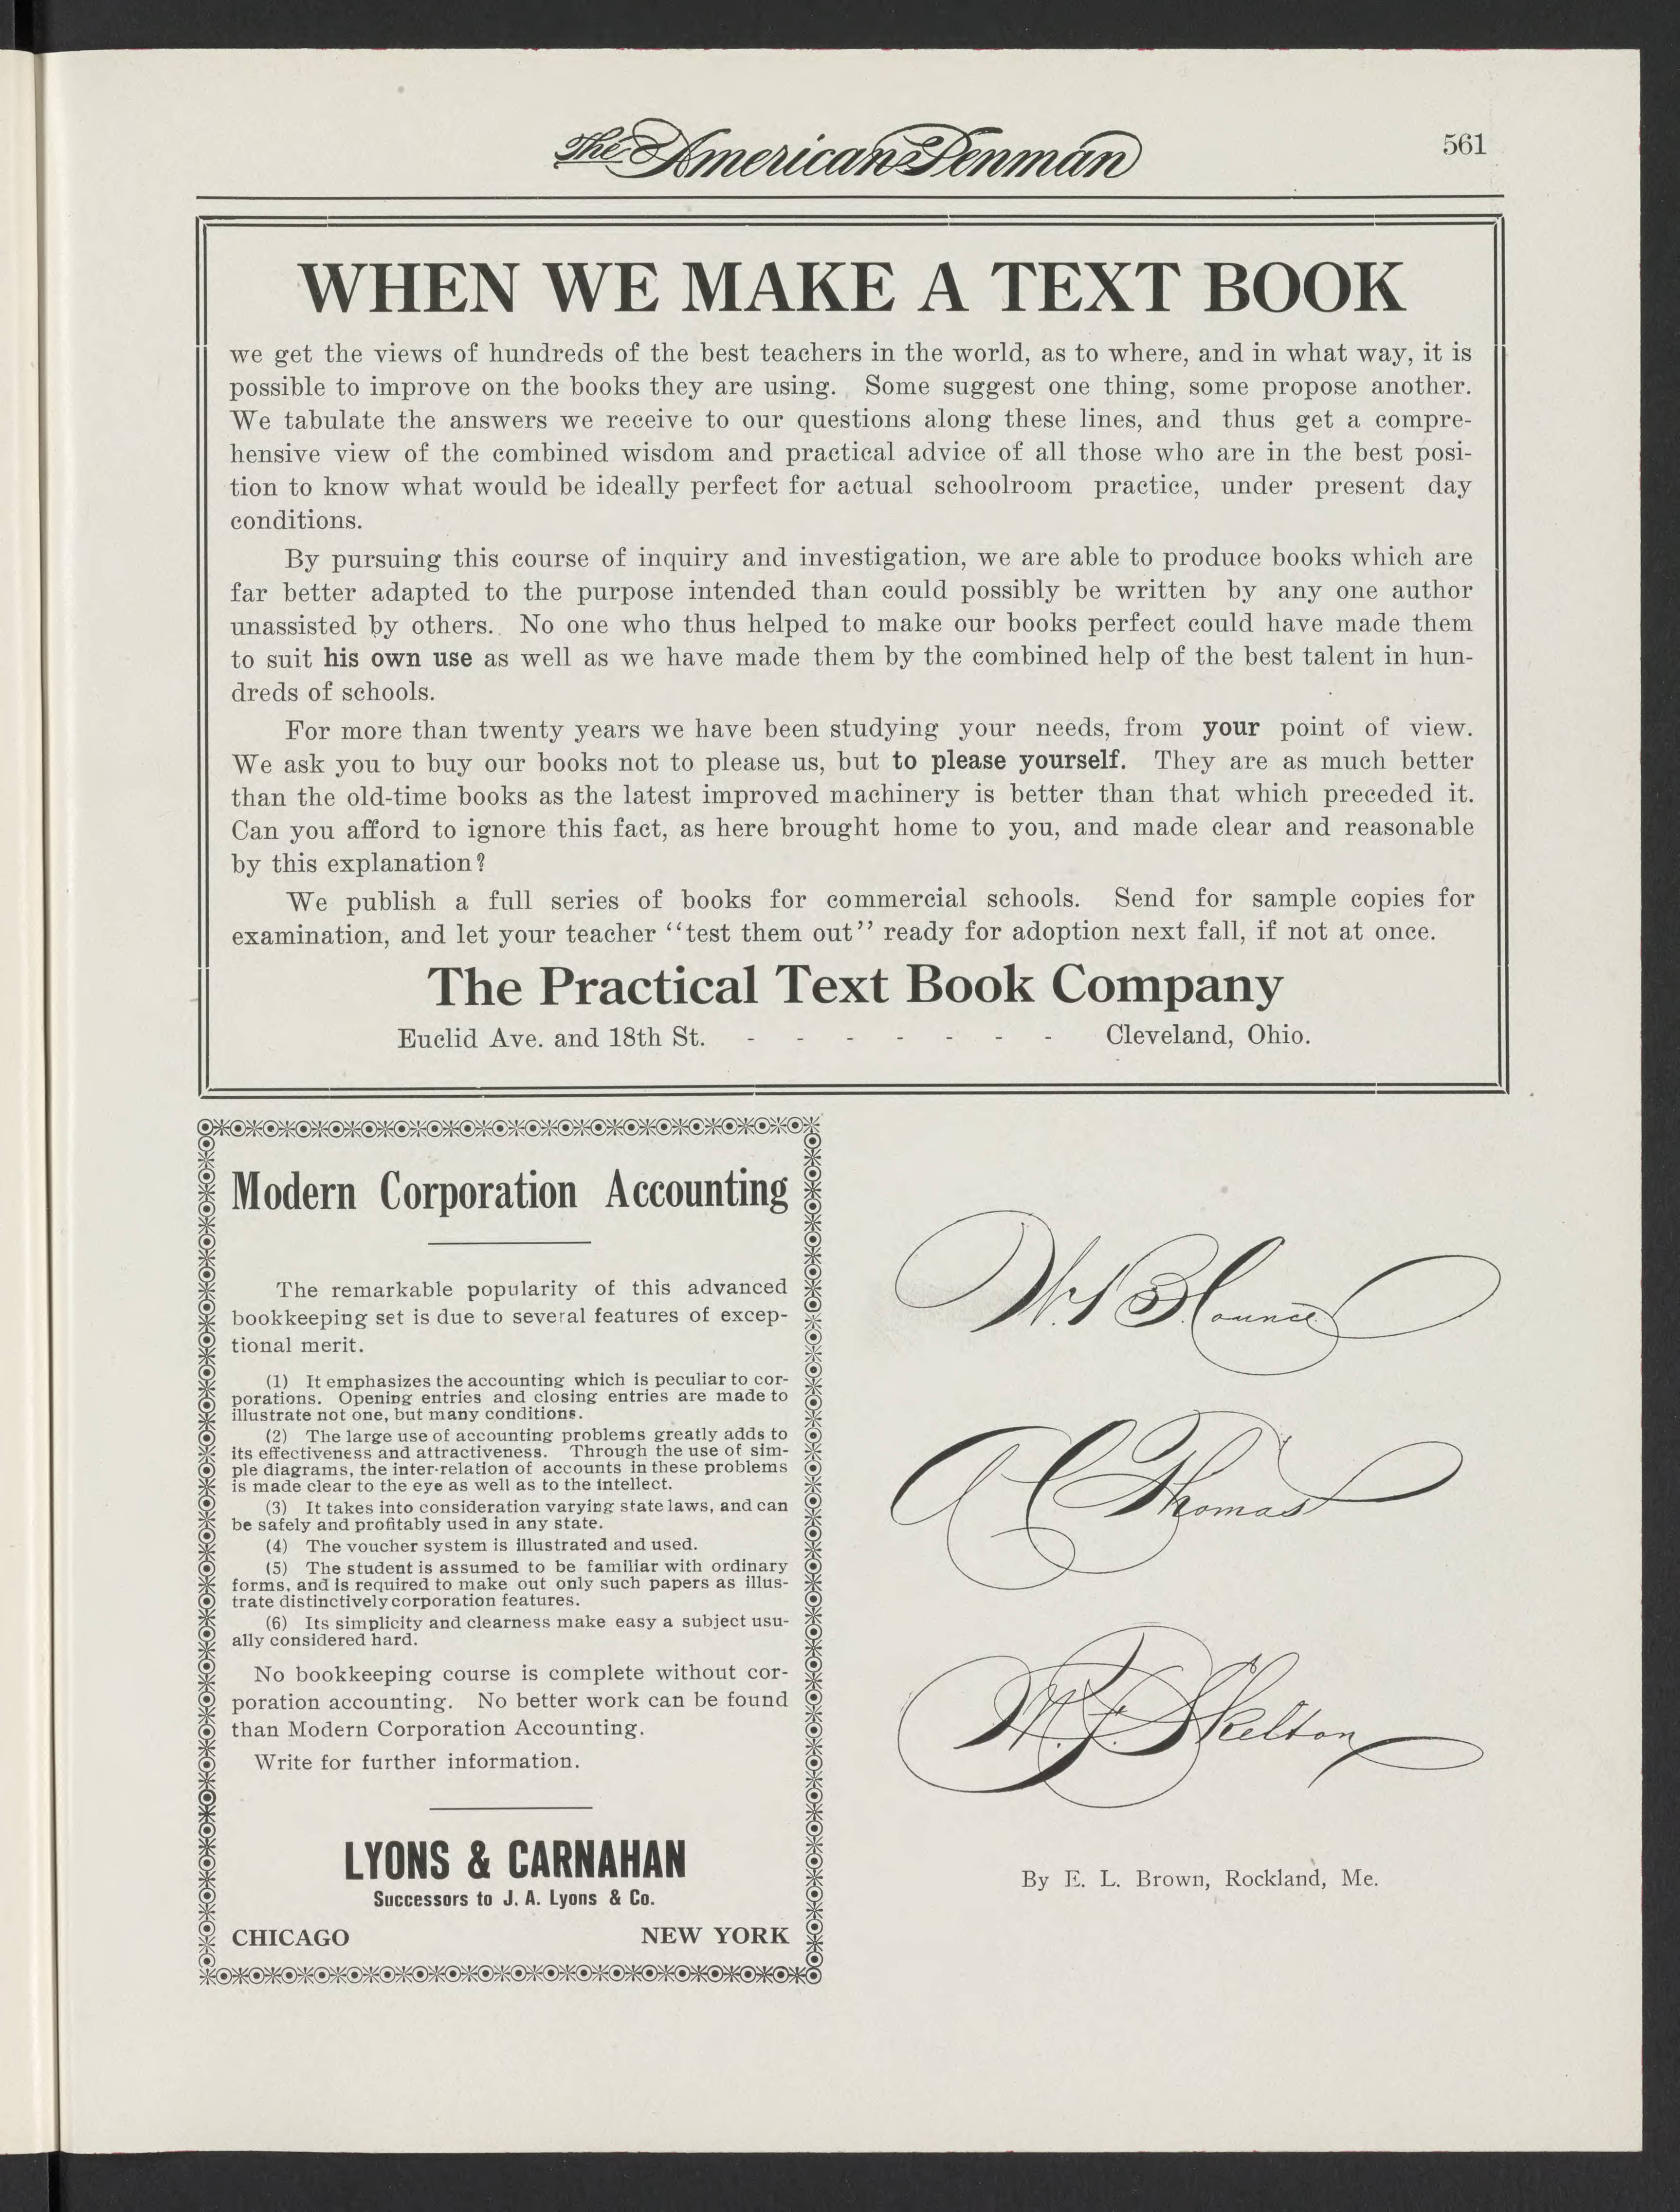 The American Penman
561
WHEN WE MAKE A TEXT BOOK
we get the views of hundreds of the best teachers in the world, as to where, and in what way, it is
possible to improve on the books they are using. Some suggest one thing, some propose another.
We tabulate the answers we receive to our questions along these lines, and thus get a compre-
hensive view of the combined wisdom and practical advice of all those who are in the best posi-
tion to know what would be ideally perfect for actual schoolroom practice, under present day
conditions.
By pursuing this course of inquiry and investigation, we are able to produce books which are
far better adapted to the purpose intended than could possibly be written by any one author
unassisted by others. No one who thus helped to make our books perfect could have made them
to suit his own use as well as we have made them by the combined help of the best talent in hun-
dreds of schools.
For more than twenty years we have been studying your needs, from your point of view.
We ask you to buy our books not to please us, but to please yourself. They are as much better
than the old-time books as the latest improved machinery is better than that which preceded it.
Can you afford to ignore this fact, as here brought home to you, and made clear and reasonable
by this explanation?
We publish a full series of books for commercial schools. Send for sample copies for
examination, and let your teacher ‘‘test them out’’ ready for adoption next fall, if not at once.
The Practical Text Book Company
Euclid Ave. and 18th St. - - - - - - - Cleveland, Ohio.
Modern Corporation Accounting
The remarkable popularity of this advanced
bookkeeping set is due to several features of excep-
tional merit.
(1) It emphasizes the accounting which is peculiar to cor-
porations. Opening entries and closing entries are made to
illustrate not one, but many conditions.
(2) The large use of accounting problems greatly adds to
its effectiveness and attractiveness. Through the use of sim-
ple diagrams, the inter-relation of accounts in these problems
is made clear to the eye as well as to the intellect.
(3) It takes into consideration varying state laws, and can
be safely and profitably used in any state.
(4) The voucher system is illustrated and used.
(5) The student is assumed to be familiar with ordinary
forms, and is required to make out only such papers as illus-
trate distinctively corporation features.
(6) Its simplicity and clearness make easy a subject usu-
ally considered hard.
No bookkeeping course is complete without cor-
poration accounting. No better work can be found
than Modern Corporation Accounting.
Write for further information.
LYONS & CARNAHAN
Successors to J. A. Lyons & Co.
CHICAGO NEW YORK
Thomas
Skelton
By E. L. Brown, Rockland, Me.